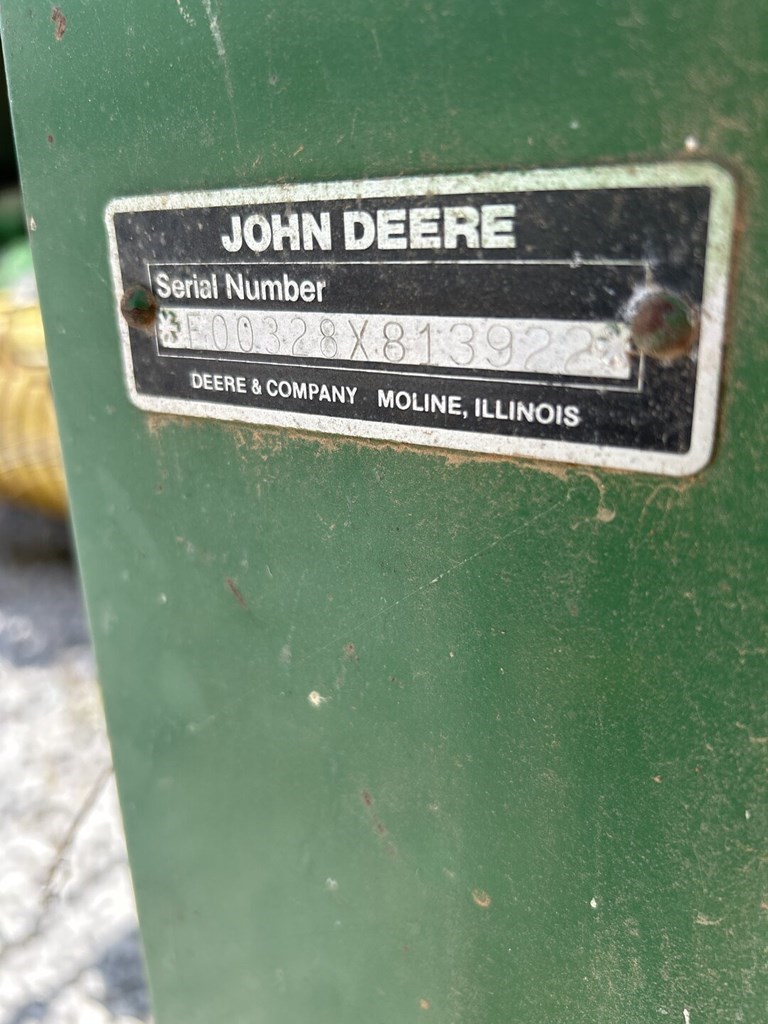 JOHN DEERE
Serial Number
*E00328X813922*
DEERE & COMPANY MOLINE, ILLINOIS